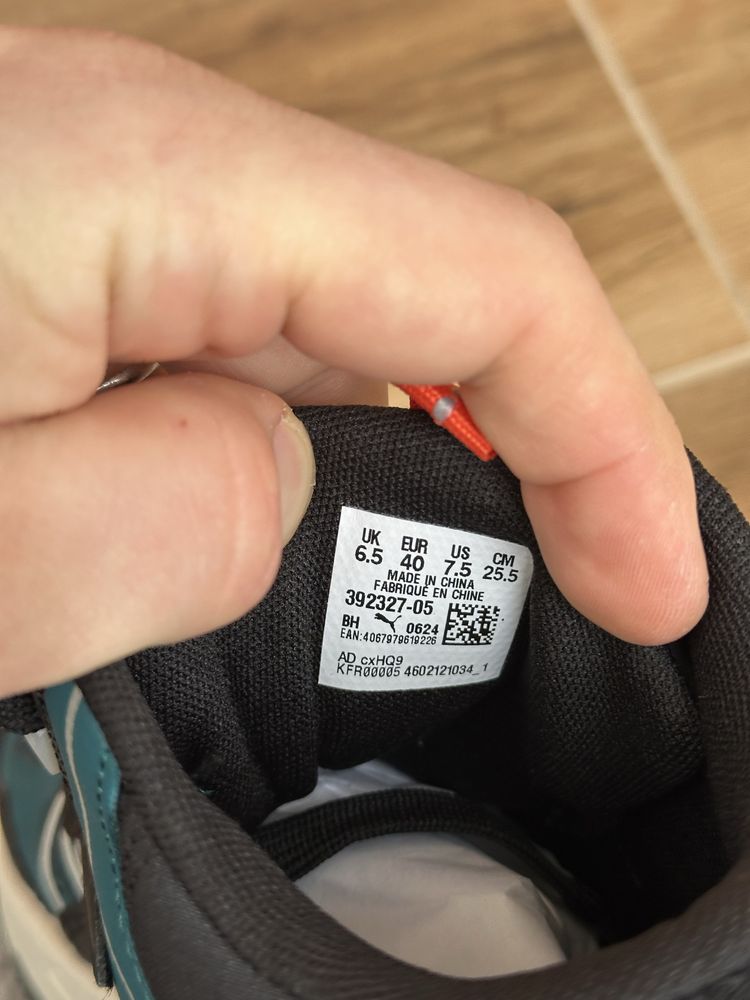 UK EUR US CM
6.5 40 7.5 25.5
MADE IN CHINA
FABRIQUÉ EN CHINE
392327-05
BH 0624
EAN:4067979619226
AD cxHQ9
KFR00005 4602121034_1